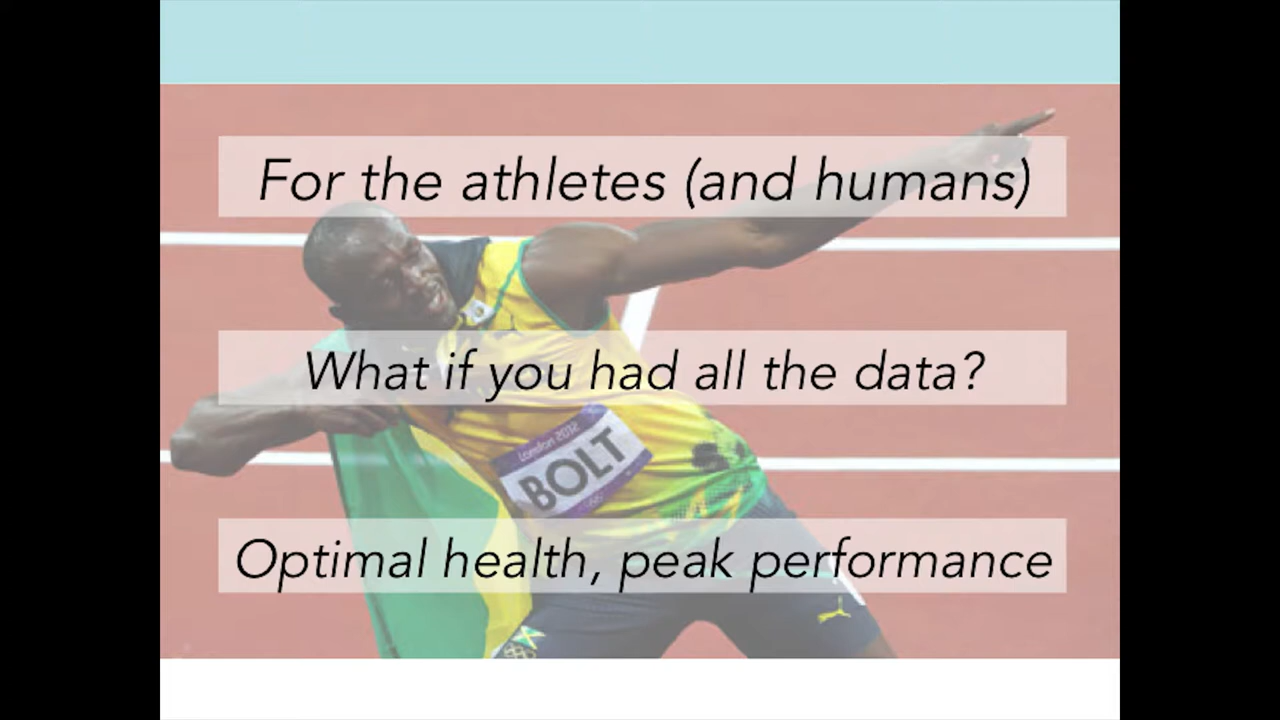 For the athletes (and humans)
What if you had all the data?
London 2012
BOLT
Optimal health, peak performance